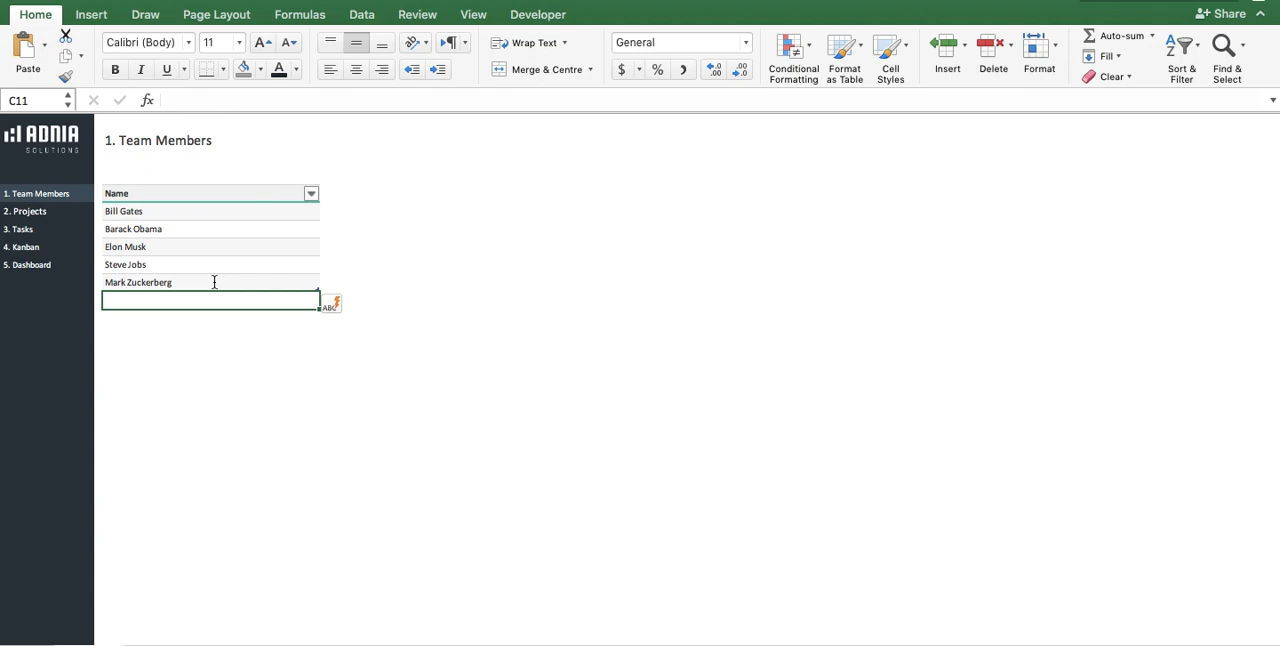 Home Insert Draw Page Layout Formulas Data Review View Developer Share
Paste
Calibri (Body) 11
B I U A
Wrap Text
Merge & Centre
General
$ %
Conditional Formatting
Format as Table
Cell Styles
Insert
Delete
Format
Auto-sum
Fill
Clear
Sort & Filter
Find & Select
C11 fx
ADNIA
SOLUTIONS
1. Team Members
2. Projects
3. Tasks
4. Kanban
5. Dashboard
1. Team Members
Name
Bill Gates
Barack Obama
Elon Musk
Steve Jobs
Mark Zuckerberg
ABC